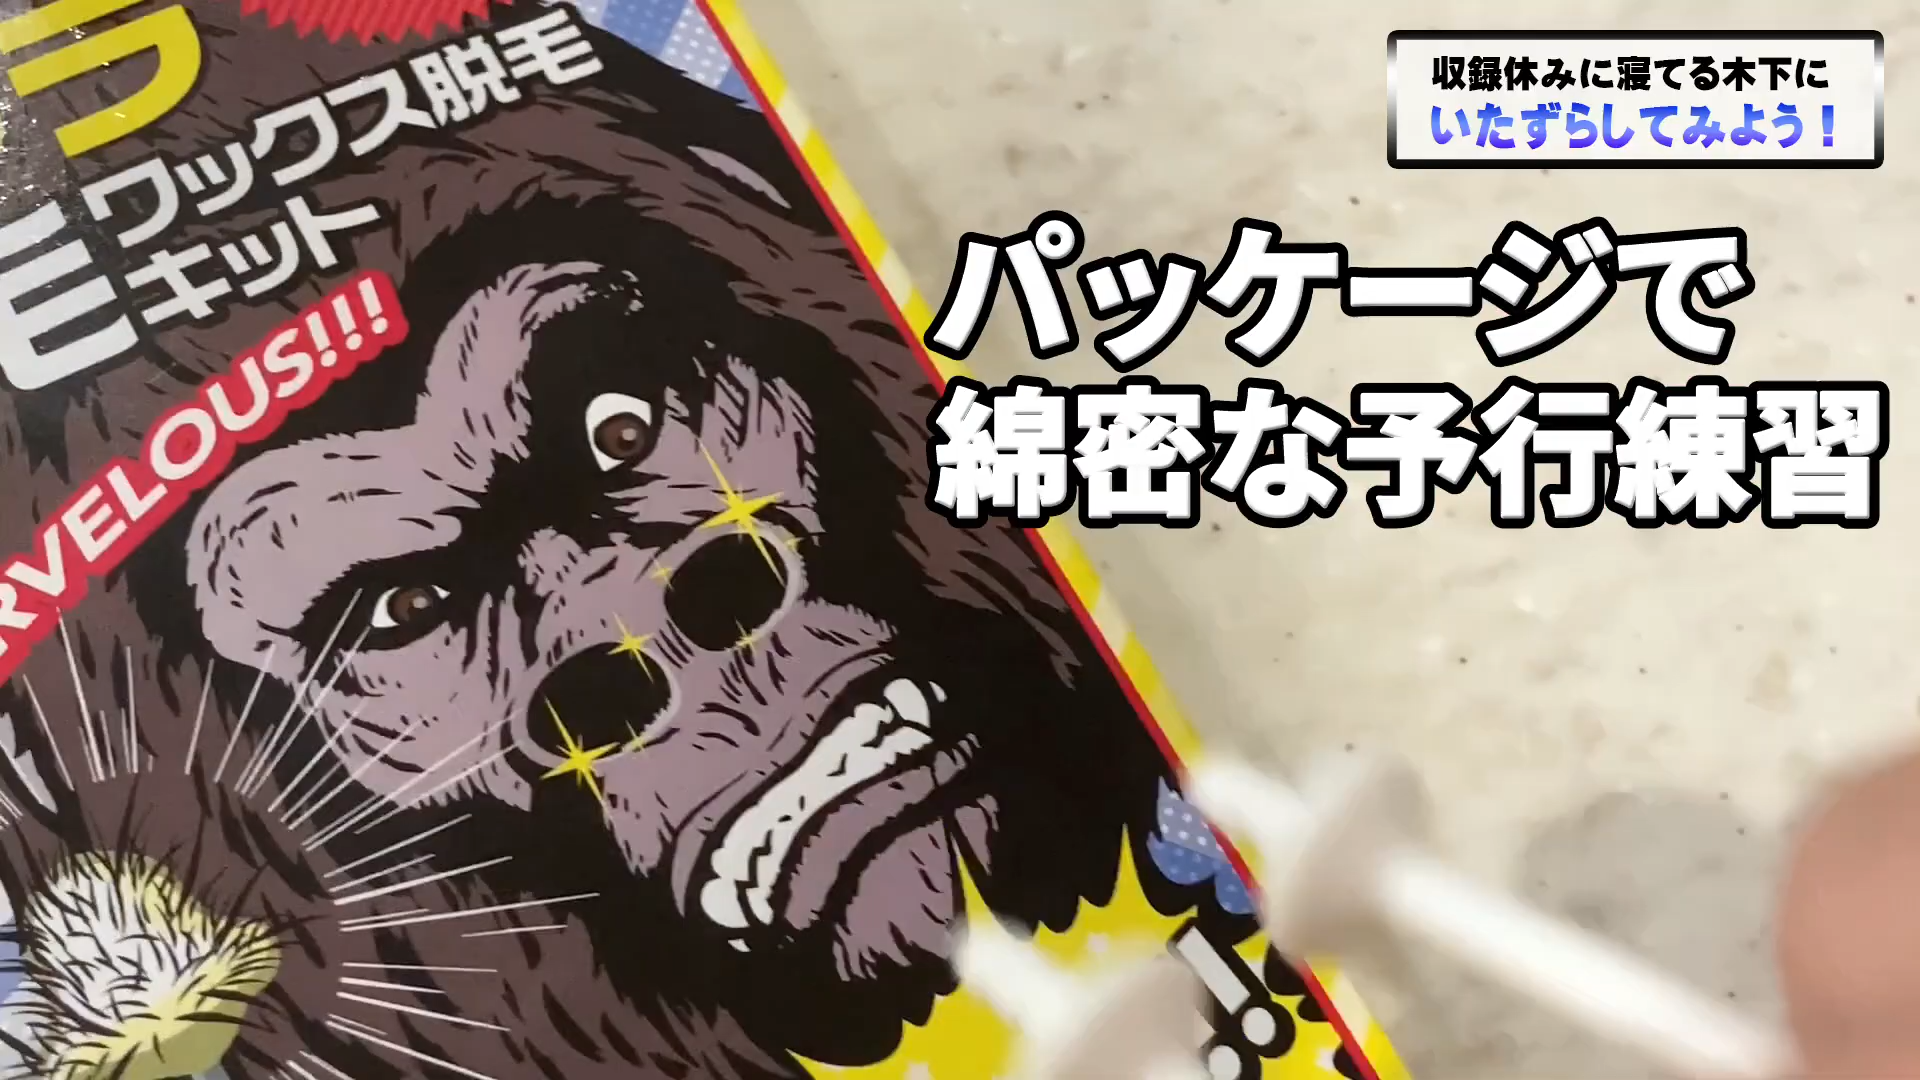 収録休みに寝てる木下に
いたずらしてみよう!
パッケージで
綿密な予行練習
ラ
ワックス脱毛
毛
キット
RVELOUS!!!